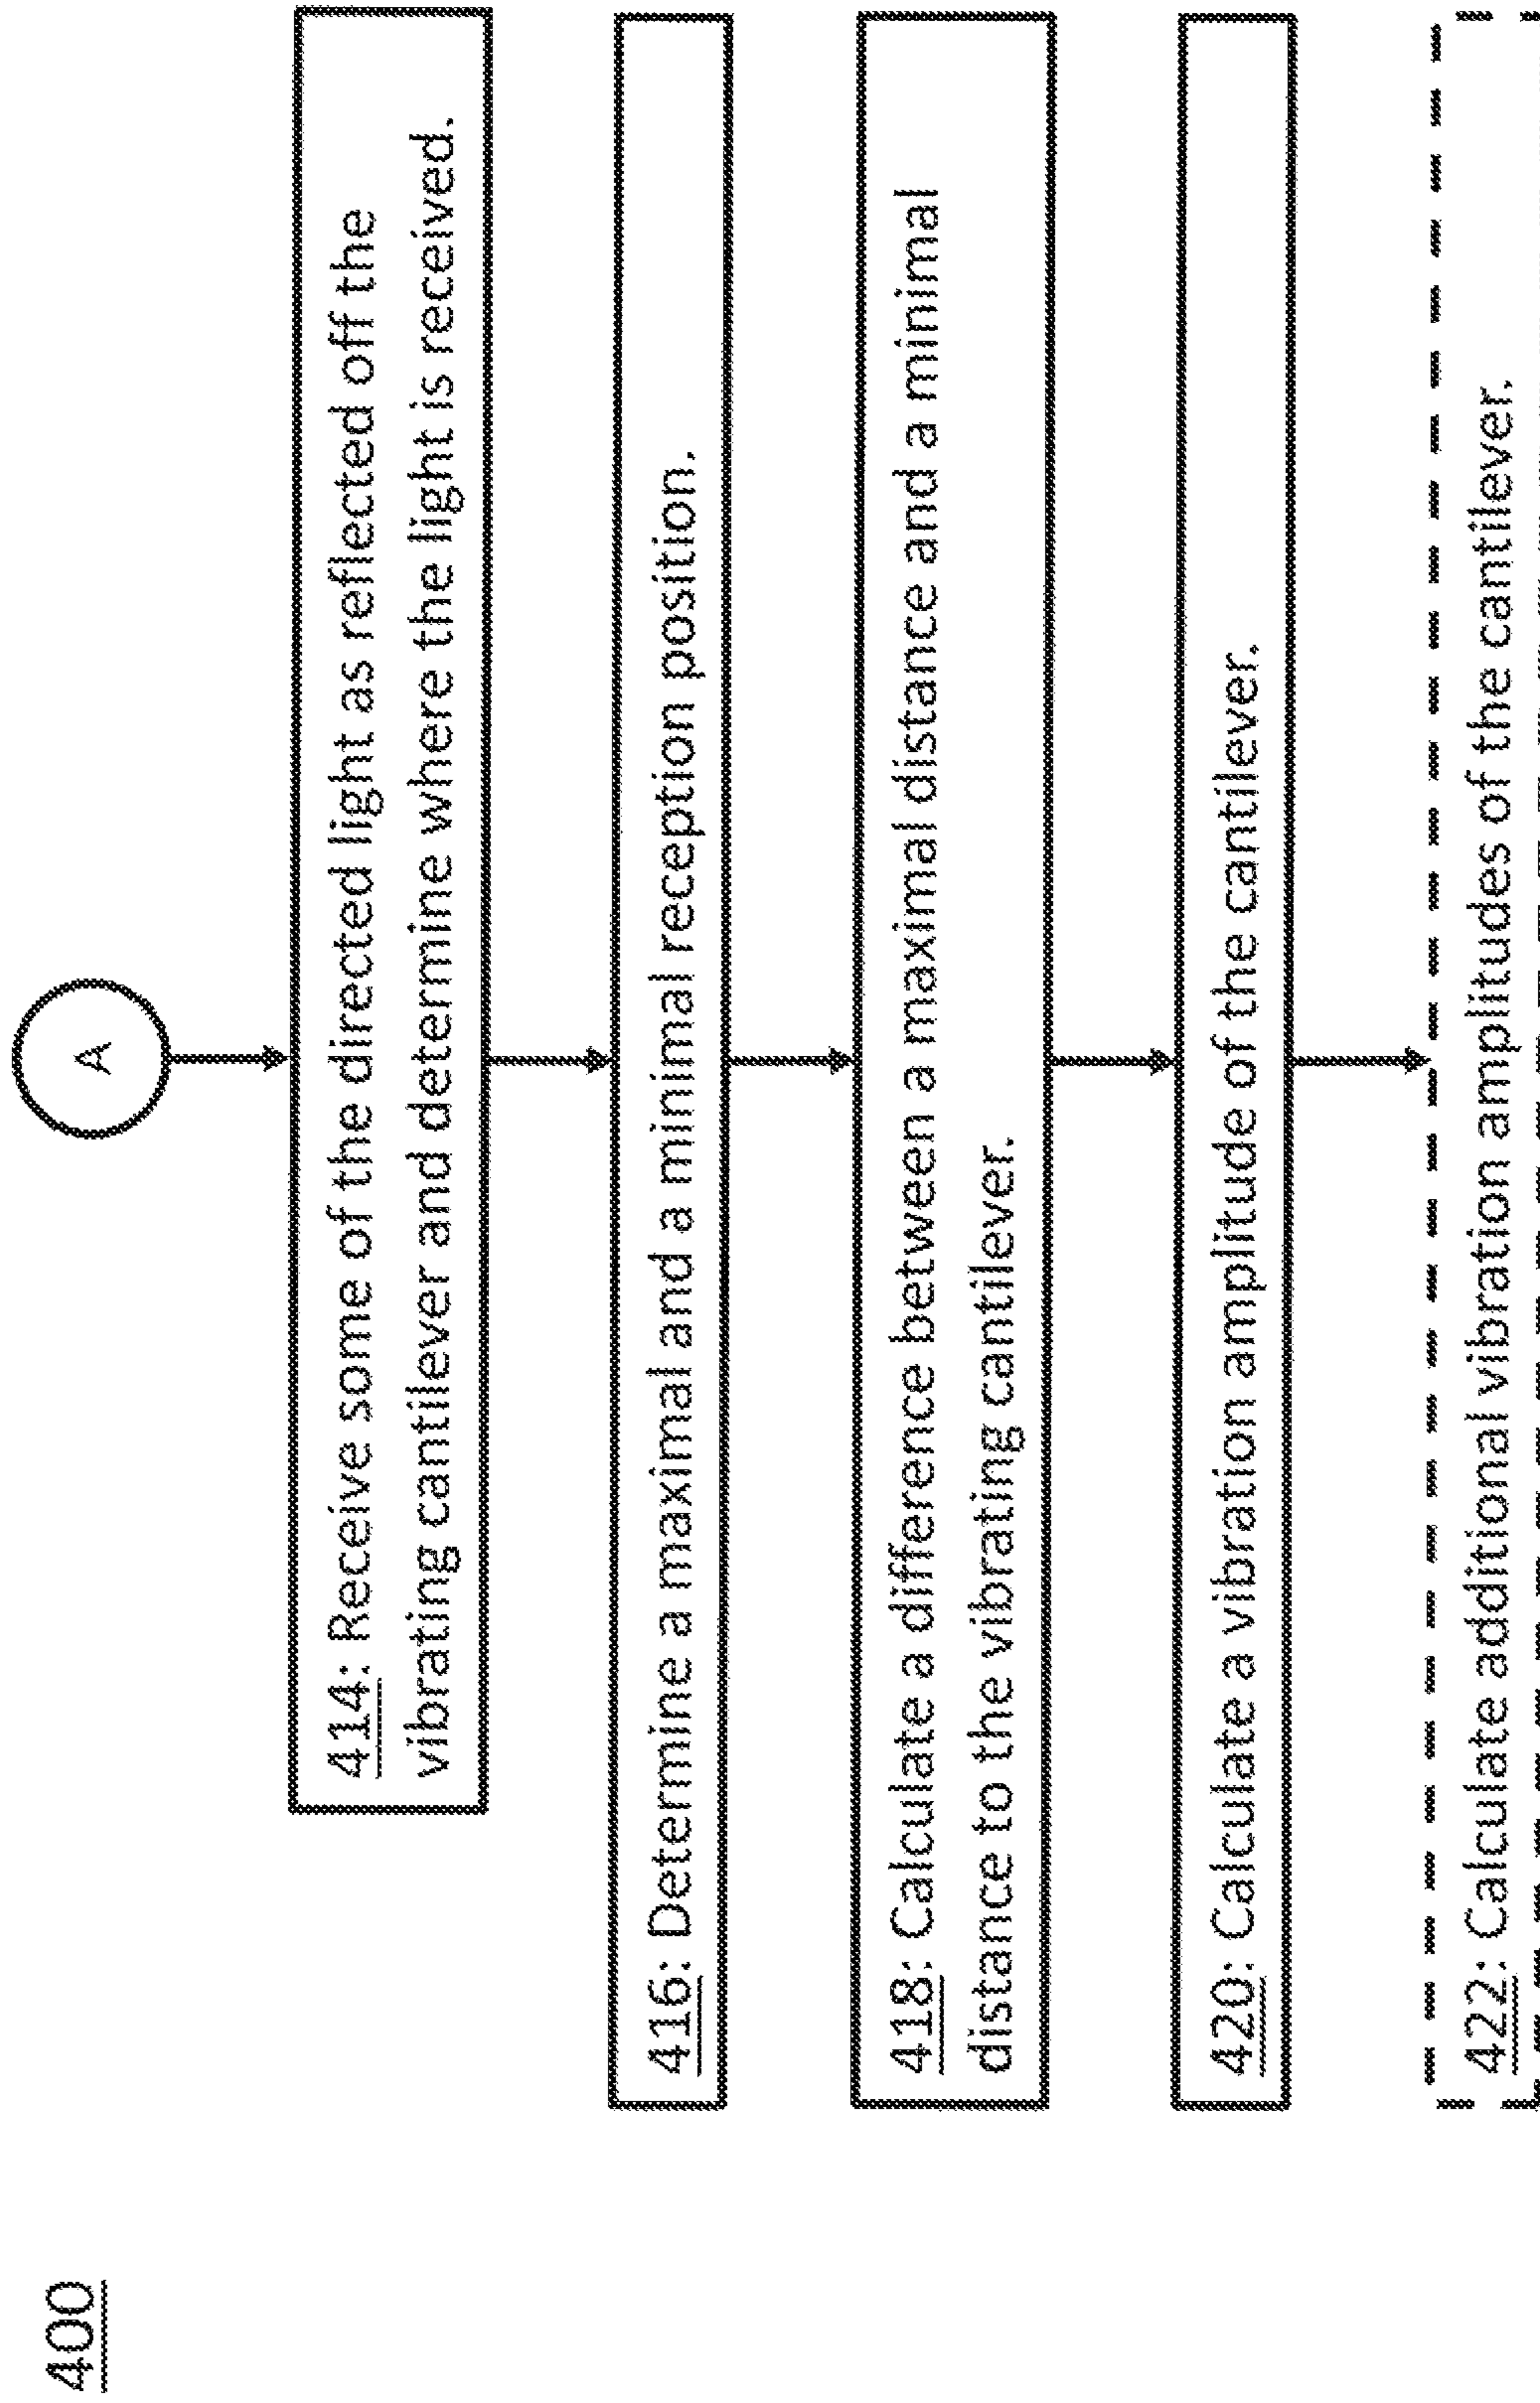 400
A
414: Receive some of the directed light as reflected off the
vibrating cantilever and determine where the light is received.
416: Determine a maximal and a minimal reception position.
418: Calculate a difference between a maximal distance and a minimal
distance to the vibrating cantilever.
420: Calculate a vibration amplitude of the cantilever.
422: Calculate additional vibration amplitudes of the cantilever.